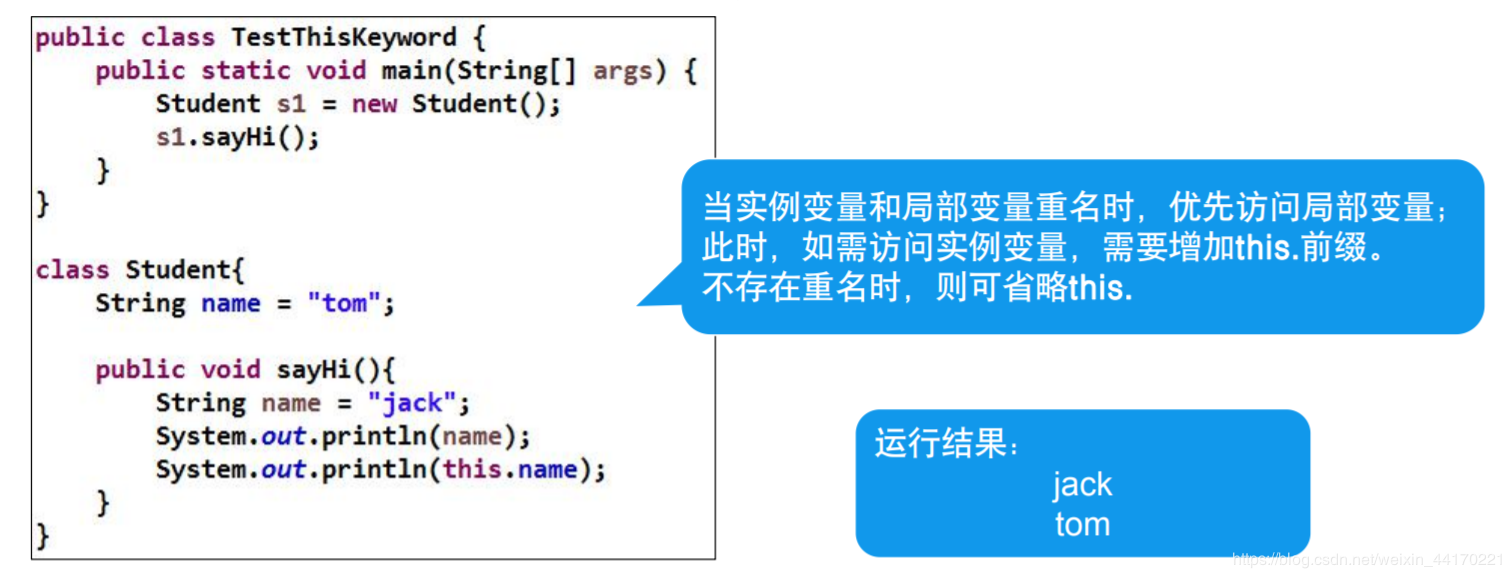 public class TestThisKeyword {
    public static void main(String[] args) {
        Student s1 = new Student();
        s1.sayHi();
    }
}
class Student{
    String name = "tom";
    public void sayHi(){
        String name = "jack";
        System.out.println(name);
        System.out.println(this.name);
    }
}
当实例变量和局部变量重名时，优先访问局部变量；
此时，如需访问实例变量，需要增加this.前缀。
不存在重名时，则可省略this.
运行结果：
jack
tom
https://blog.csdn.net/weixin_44170221